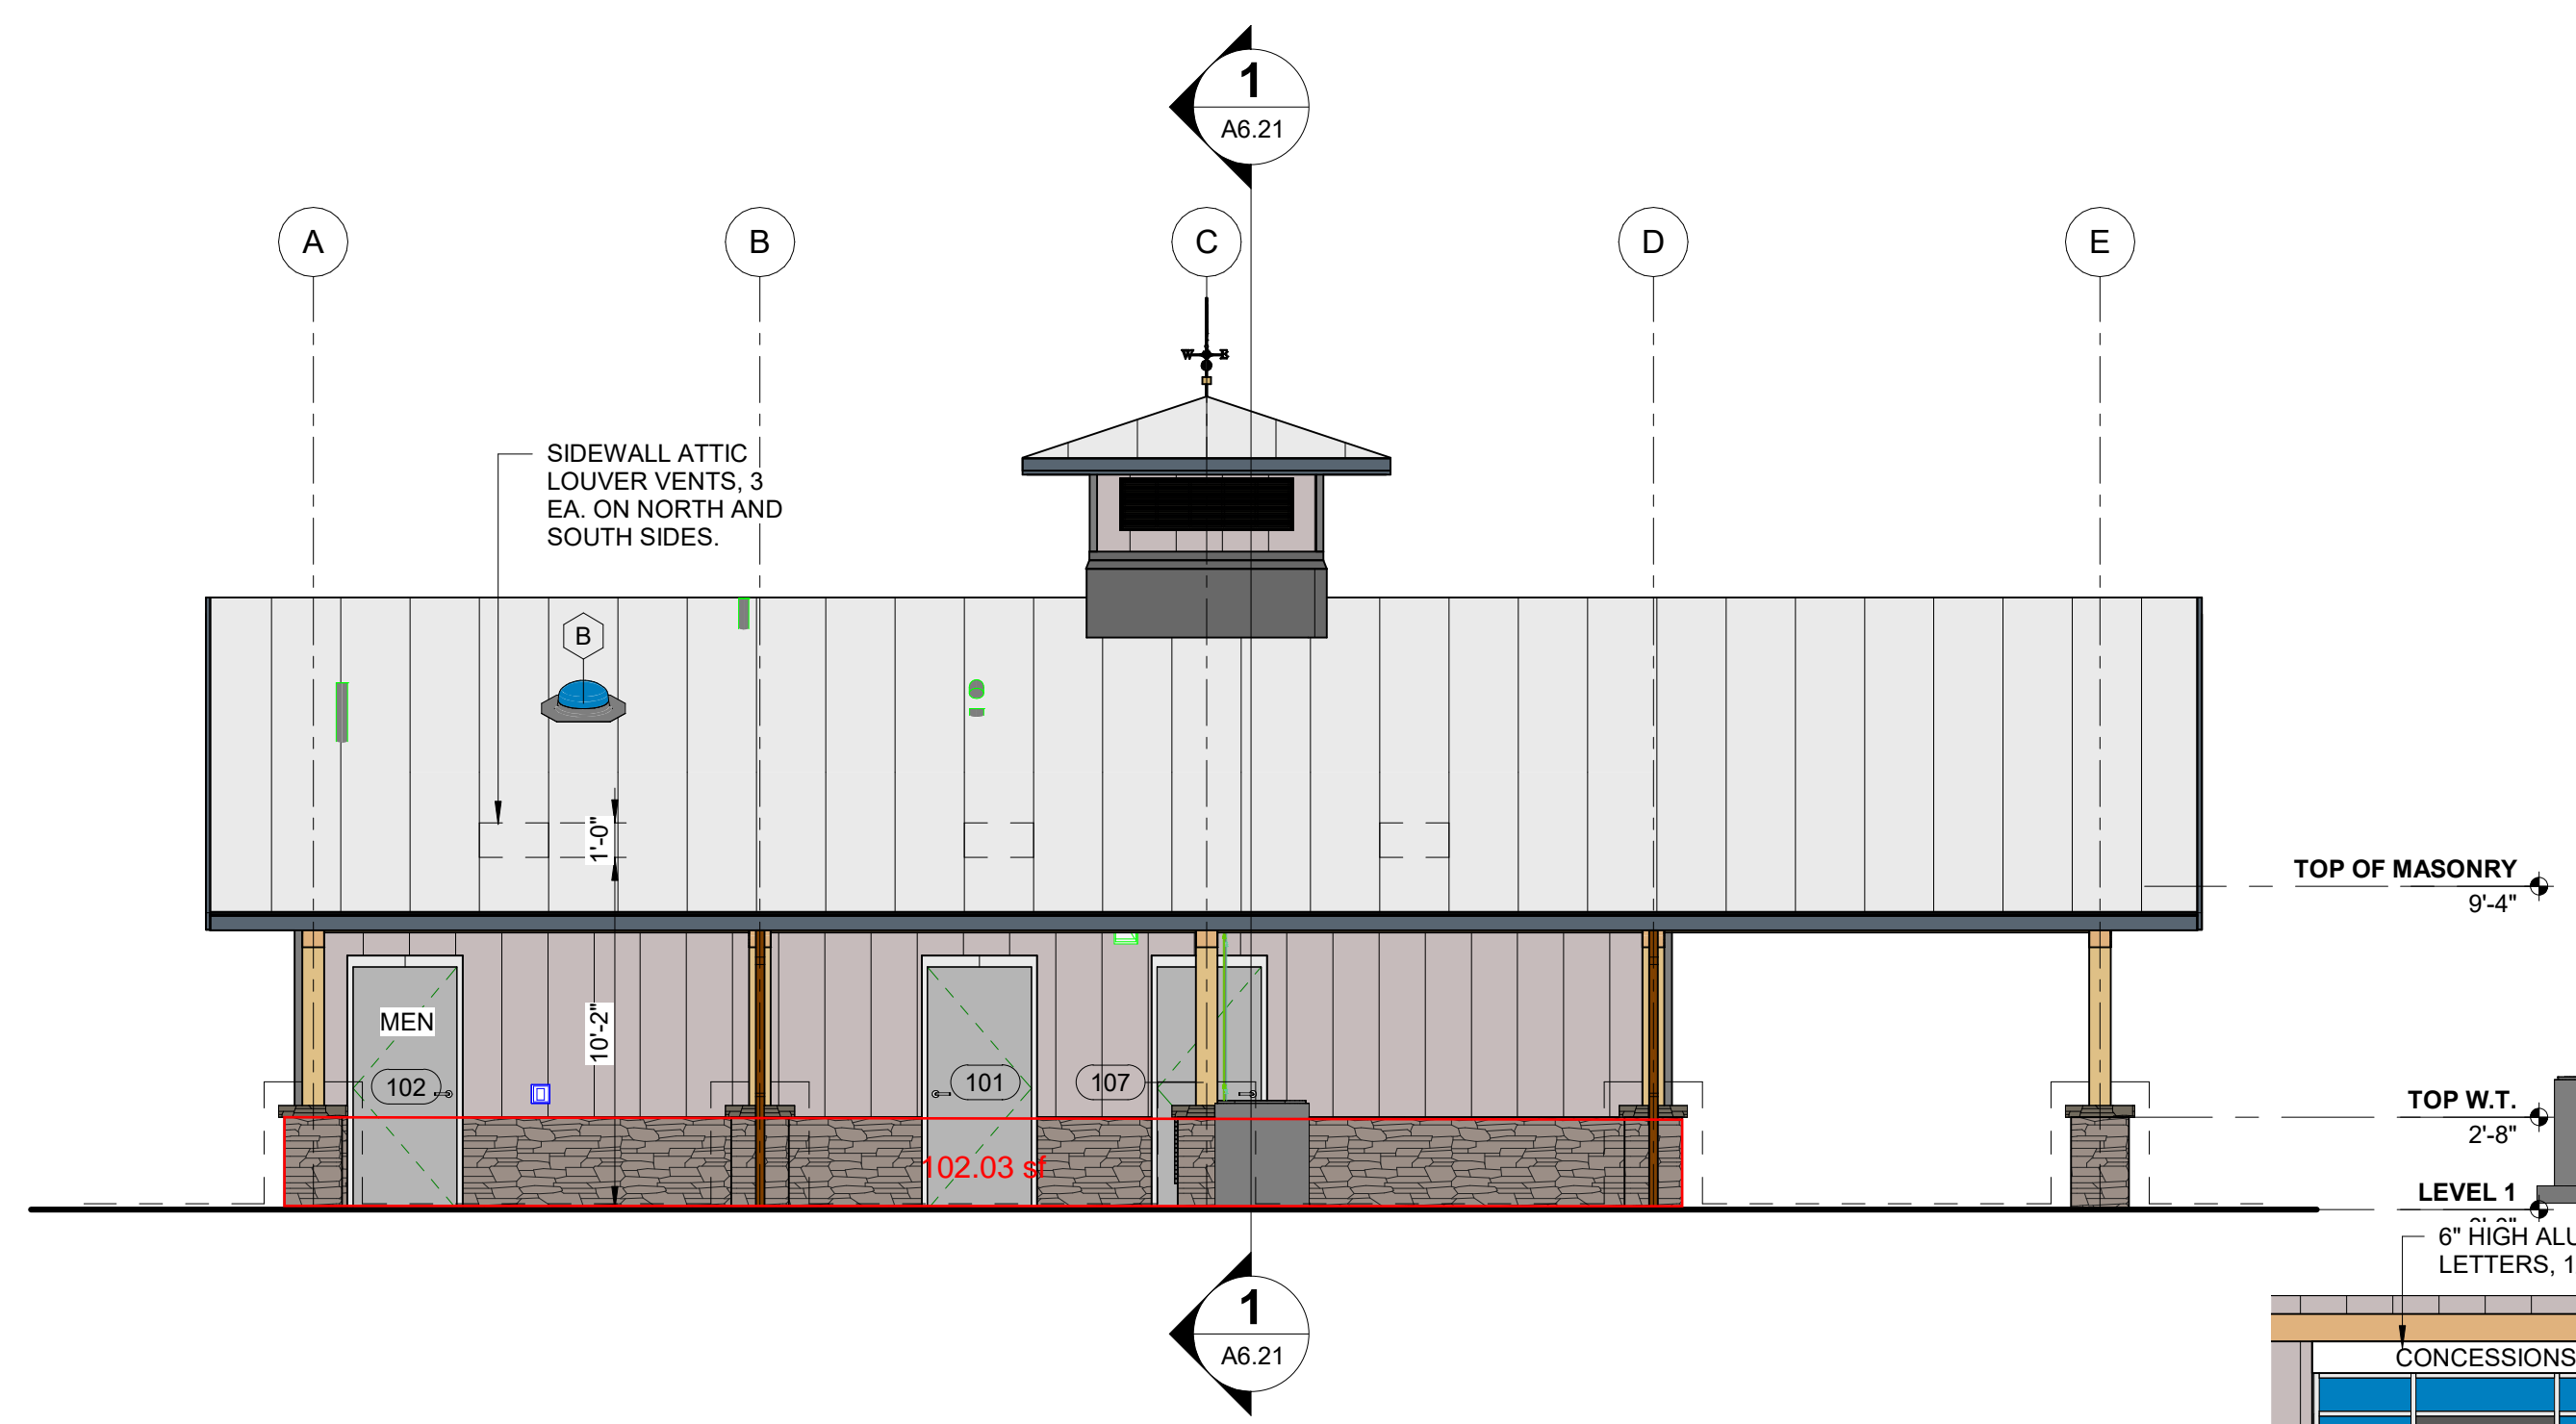 1
A6.21
A
B
C
D
E
W
E
SIDEWALL ATTIC
LOUVER VENTS, 3
EA. ON NORTH AND
SOUTH SIDES.
B
1'-0"
TOP OF MASONRY
9'-4"
MEN
10'-2"
102
101
107
TOP W.T.
2'-8"
102.03 sf
LEVEL 1
6" HIGH
LETTERS, 1
1
A6.21
CONCESSIONS